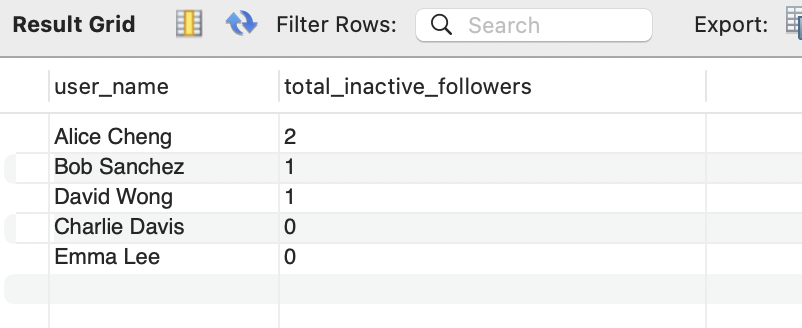 Result Grid Filter Rows: Search Export:
user_name total_inactive_followers
Alice Cheng 2
Bob Sanchez 1
David Wong 1
Charlie Davis 0
Emma Lee 0